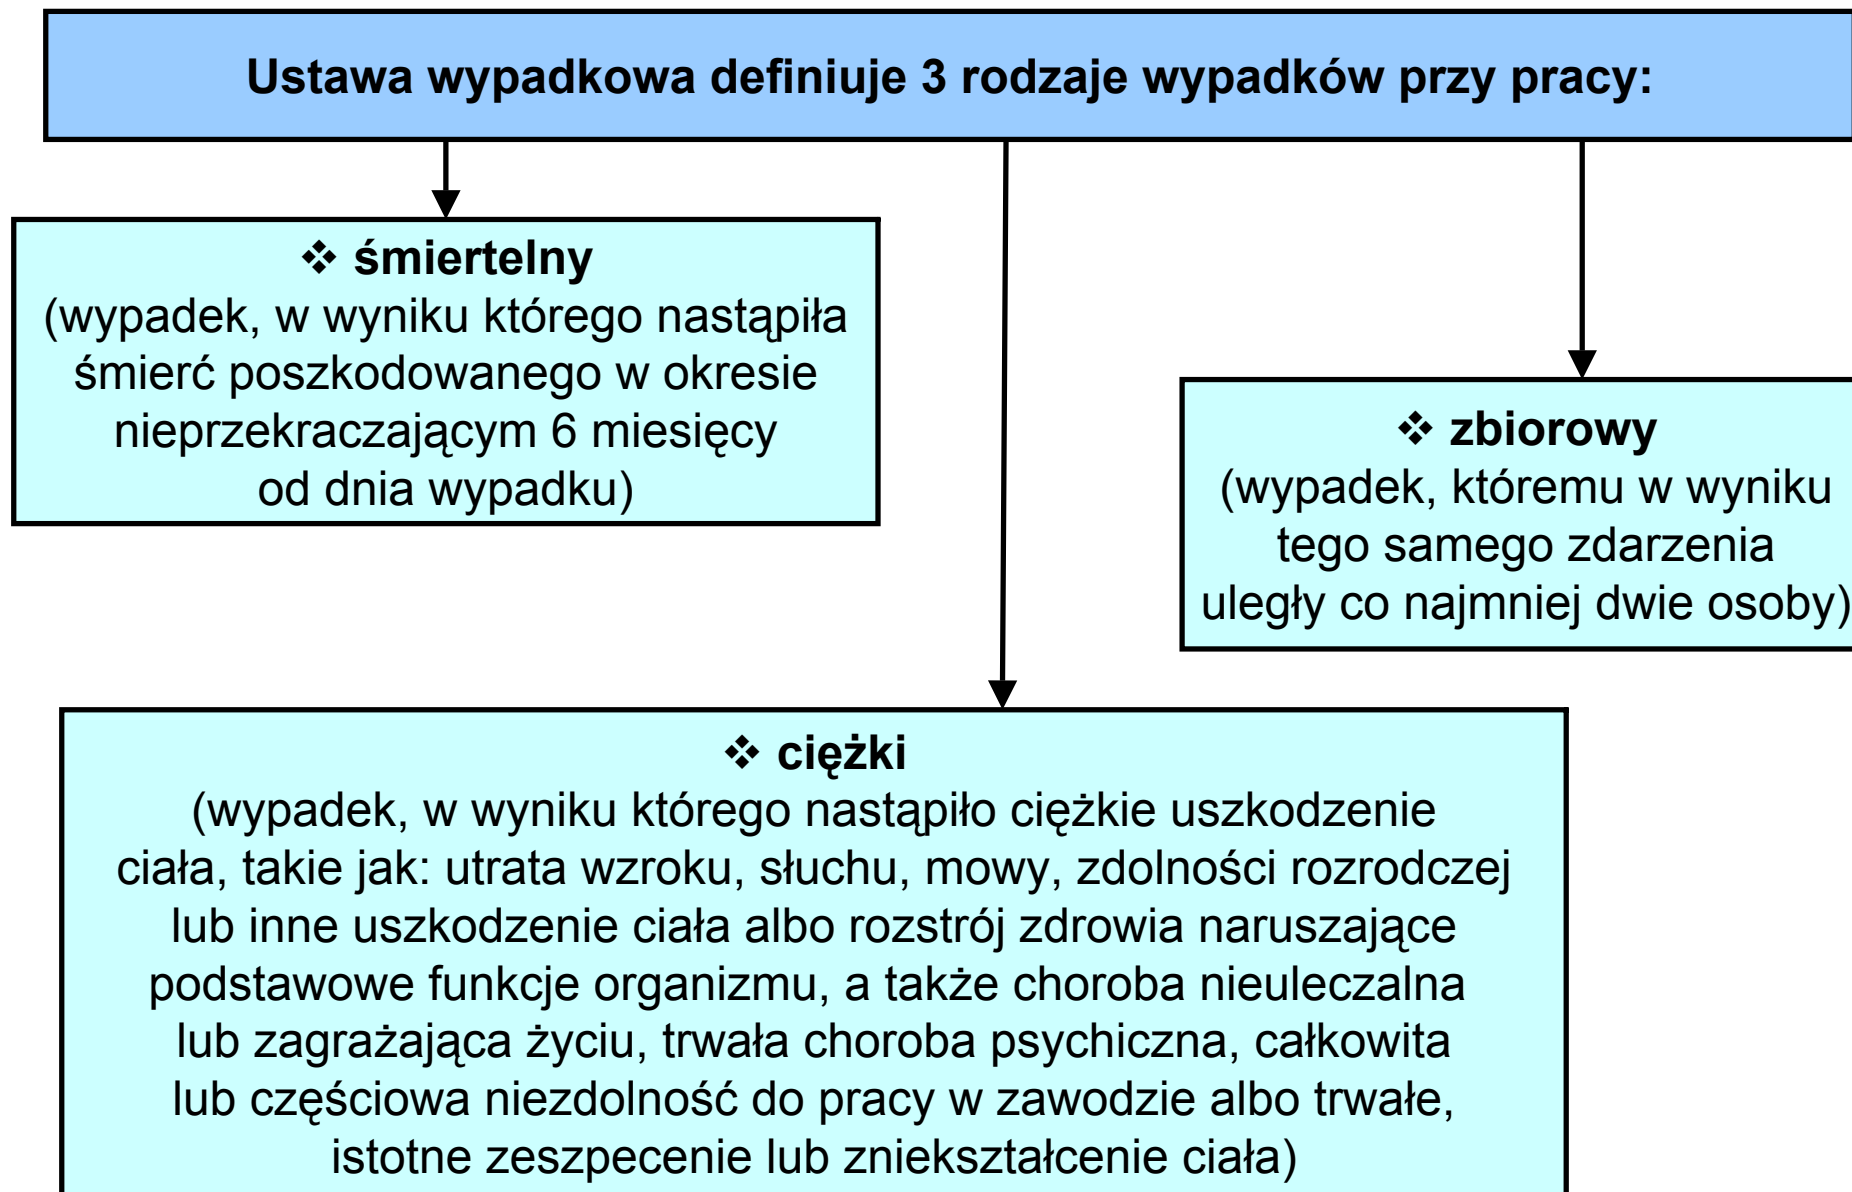 Ustawa wypadkowa definiuje 3 rodzaje wypadków przy pracy:
❖ śmiertelny
(wypadek, w wyniku którego nastąpiła
śmierć poszkodowanego w okresie
nieprzekraczającym 6 miesięcy
od dnia wypadku)
❖ zbiorowy
(wypadek, któremu w wyniku
tego samego zdarzenia
uległy co najmniej dwie osoby)
❖ ciężki
(wypadek, w wyniku którego nastąpiło ciężkie uszkodzenie
ciała, takie jak: utrata wzroku, słuchu, mowy, zdolności rozrodczej
lub inne uszkodzenie ciała albo rozstrój zdrowia naruszające
podstawowe funkcje organizmu, a także choroba nieuleczalna
lub zagrażająca życiu, trwała choroba psychiczna, całkowita
lub częściowa niezdolność do pracy w zawodzie albo trwałe,
istotne zeszpecenie lub zniekształcenie ciała)